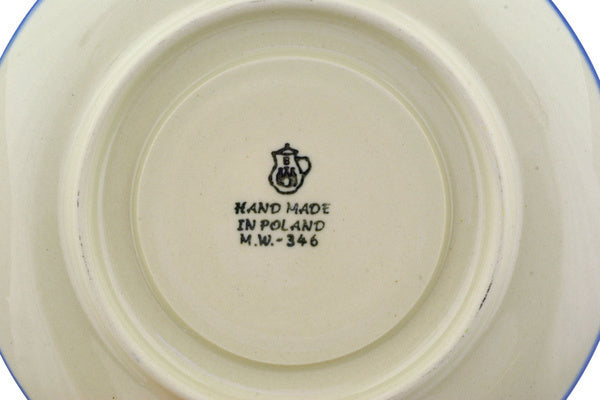 B
HAND MADE
IN POLAND
M.W.-346